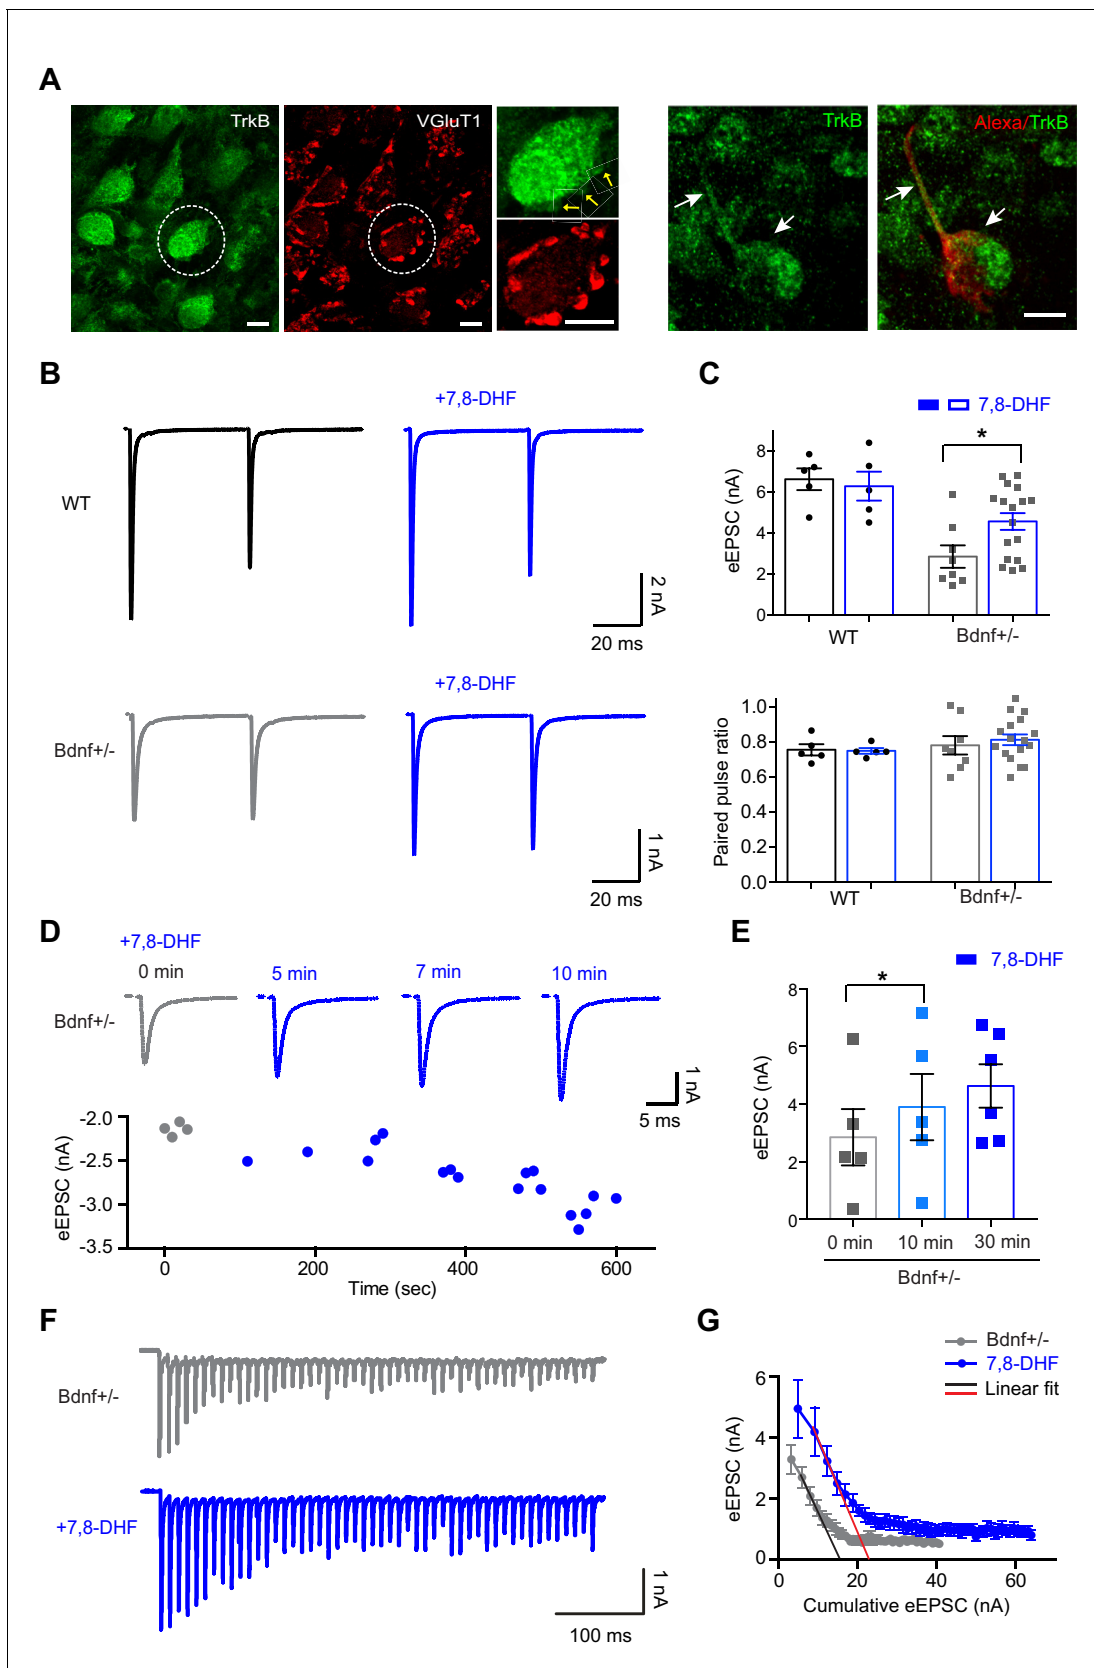 A
TrkB
VGluT1
TrkB
Alexa/TrkB
B
+7,8-DHF
WT
2 nA
20 ms
+7,8-DHF
Bdnf+/-
1 nA
20 ms
C
7,8-DHF
*
eEPSC (nA)
8
6
4
2
0
WT
Bdnf+/-
Paired pulse ratio
1.0
0.8
0.6
0.4
0.2
0.0
WT
Bdnf+/-
D
+7,8-DHF
0 min
5 min
7 min
10 min
Bdnf+/-
1 nA
5 ms
eEPSC (nA)
-2.0
-2.5
-3.0
-3.5
0
200
400
600
Time (sec)
E
7,8-DHF
*
eEPSC (nA)
8
6
4
2
0
0 min
10 min
30 min
Bdnf+/-
F
Bdnf+/-
+7,8-DHF
1 nA
100 ms
G
Bdnf+/-
7,8-DHF
Linear fit
eEPSC (nA)
6
4
2
0
0
20
40
60
Cumulative eEPSC (nA)